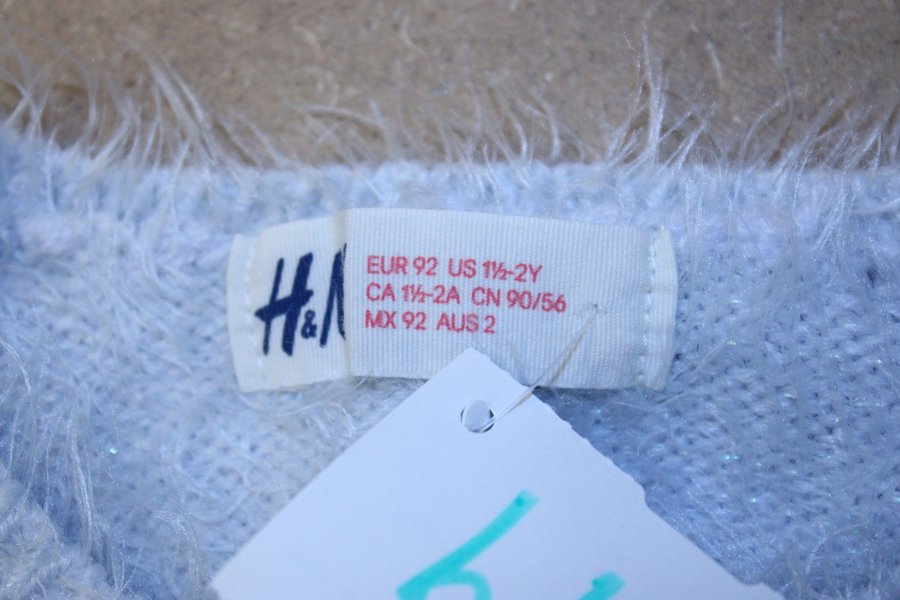 H&M
EUR 92 US 1½-2Y
CA 1½-2A CN 90/56
MX 92 AUS 2